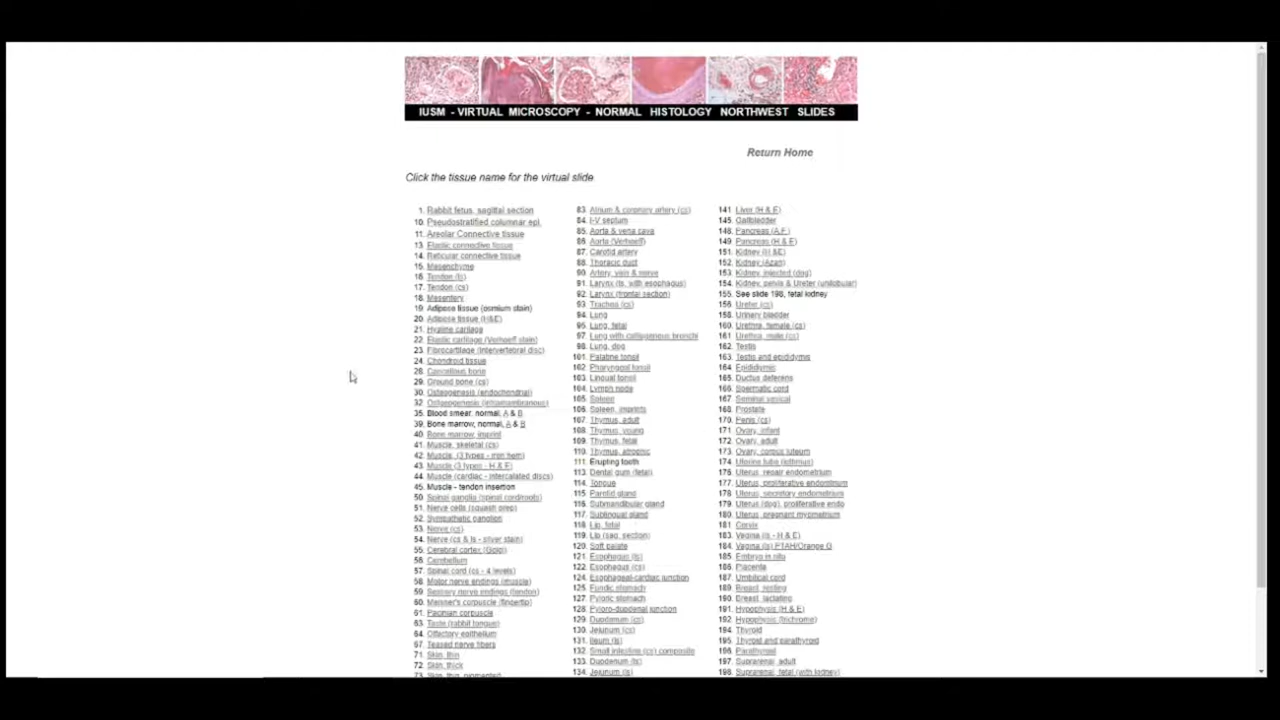 IUSM - VIRTUAL MICROSCOPY - NORMAL HISTOLOGY NORTHWEST SLIDES
Return Home
Click the tissue name for the virtual slide
1. Rabbit fetus, sagittal section
10. Pseudostratified columnar epi.
11. Areolar Connective tissue
13. Elastic connective tissue
14. Reticular connective tissue
15. Mesenchyme
16. Tendon (ls)
17. Tendon (cs)
18. Mesentery
19. Adipose tissue (osmium stain)
20. Adipose tissue (H&E)
21. Hyaline cartilage
22. Elastic cartilage (Verhoeff stain)
23. Fibrocartilage (intervertebral disc)
24. Chondroid tissue
28. Cancellous bone
29. Ground bone (cs)
30. Osteogenesis (endochondral)
32. Osteogenesis (intramembranous)
35. Blood smear, normal, A & B
39. Bone marrow, normal, A & B
40. Bone marrow, imprint
41. Muscle, skeletal (cs)
42. Muscle, (3 types - iron hem)
43. Muscle (3 types - H & E)
44. Muscle (cardiac - intercalated discs)
45. Muscle - tendon insertion
50. Spinal ganglia (spinal cord/roots)
51. Nerve cells (squash prep)
52. Sympathetic ganglion
53. Nerve (cs)
54. Nerve (cs & ls - silver stain)
55. Cerebral cortex (Golgi)
56. Cerebellum
57. Spinal cord (cs - 4 levels)
58. Motor nerve endings (muscle)
59. Sensory nerve endings (tendon)
60. Meisner's corpuscle (fingertip)
61. Pacinian corpuscle
63. Taste (rabbit tongue)
64. Olfactory epithelium
67. Teased nerve fibers
71. Skin, thin
72. Skin, thick
73. Skin, thin, pigmented
83. Atrium & coronary artery (cs)
84. I-V septum
85. Aorta & vena cava
86. Aorta (Verhoeff)
87. Carotid artery
88. Thoracic duct
90. Artery, vein & nerve
91. Larynx (ls, with esophagus)
92. Larynx (frontal section)
93. Trachea (cs)
94. Lung
95. Lung, fetal
97. Lung with cartilagenous bronchi
98. Lung, dog
101. Palatine tonsil
102. Pharyngeal tonsil
103. Lingual tonsil
104. Lymph node
105. Spleen
106. Spleen, imprints
107. Thymus, adult
108. Thymus, young
109. Thymus, fetal
110. Thymus, atrophic
111. Erupting tooth
113. Dental gum (fetal)
114. Tongue
115. Parotid gland
116. Submandibular gland
117. Sublingual gland
118. Lip, fetal
119. Lip (sag. section)
120. Soft palate
121. Esophagus (ls)
122. Esophagus (cs)
124. Esophageal-cardiac junction
125. Fundic stomach
127. Pyloric stomach
128. Pyloro-duodenal junction
129. Duodenum (cs)
130. Jejunum (cs)
131. Ileum (ls)
132. Small intestine (cs) composite
133. Duodenum (ls)
134. Jejunum (ls)
141. Liver (H & E)
145. Gallbladder
148. Pancreas (A.F.)
149. Pancreas (H & E)
151. Kidney (H &E)
152. Kidney (Azan)
153. Kidney, injected (dog)
154. Kidney, pelvis & Ureter (unilobular)
155. See slide 198, fetal kidney
156. Ureter (cs)
158. Urinery bladder
160. Urethra, female (cs)
161. Urethra, male (cs)
162. Testis
163. Testis and epididymis
164. Epididymis
165. Ductus deferens
166. Spermatic cord
167. Seminal vesical
168. Prostate
170. Penis (cs)
171. Ovary, infant
172. Ovary, adult
173. Ovary, corpus luteum
174. Uterine tube (isthmus)
176. Uterus, repair endometrium
177. Uterus, proliferative endometrium
178. Uterus, secretory endometrium
179. Uterus (dog), proliferative endo
180. Uterus, pregnant myometrium
181. Cervix
183. Vagina (ls - H & E)
184. Vagina (ls) PTAH/Orange G
185. Embryo in situ
186. Placenta
187. Umbilical cord
189. Breast, resting
190. Breast, lactating
191. Hypophysis (H & E)
192. Hypophysis (trichrome)
194. Thyroid
195. Thyroid and parathyroid
196. Parathyroid
197. Suprarenal, adult
198. Suprarenal, fetal (with kidney)